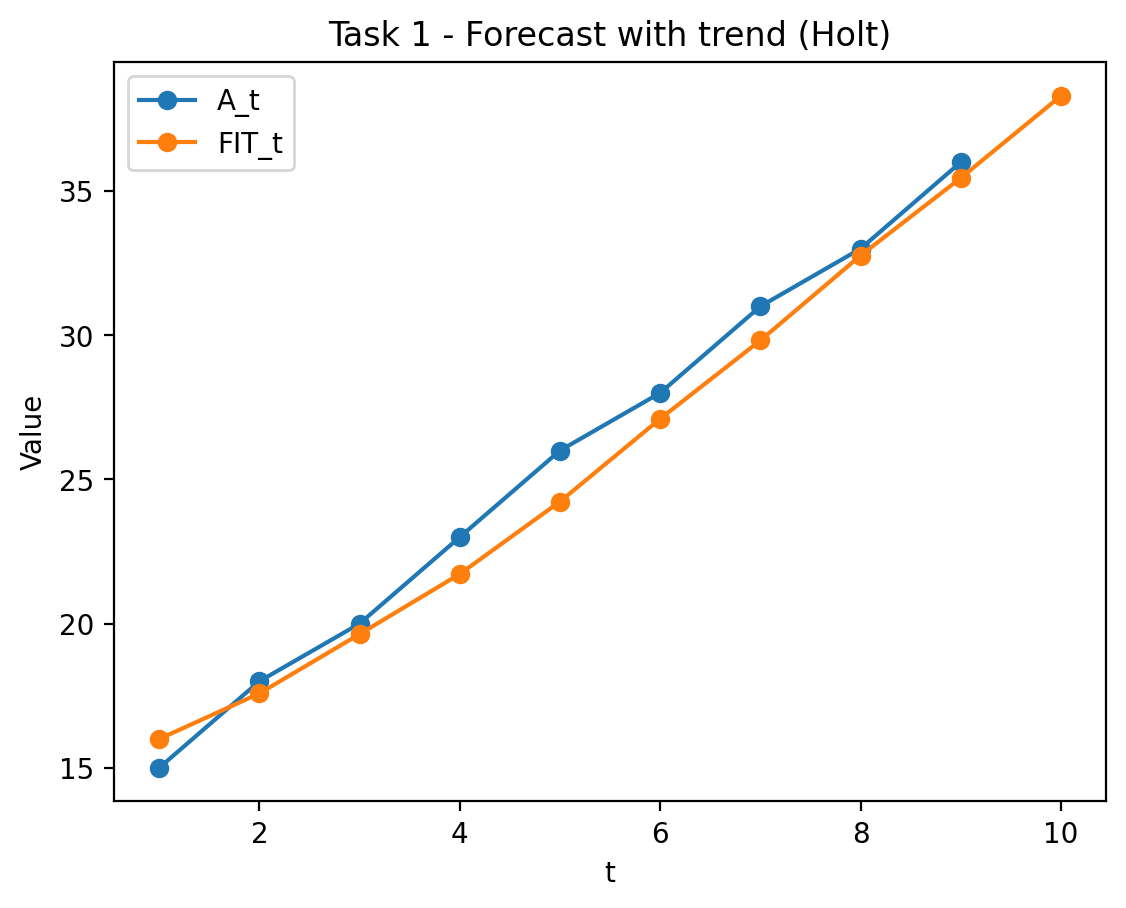 Task 1 - Forecast with trend (Holt)
A_t
FIT_t
35
30
25
20
15
Value
2 4 6 8 10
t